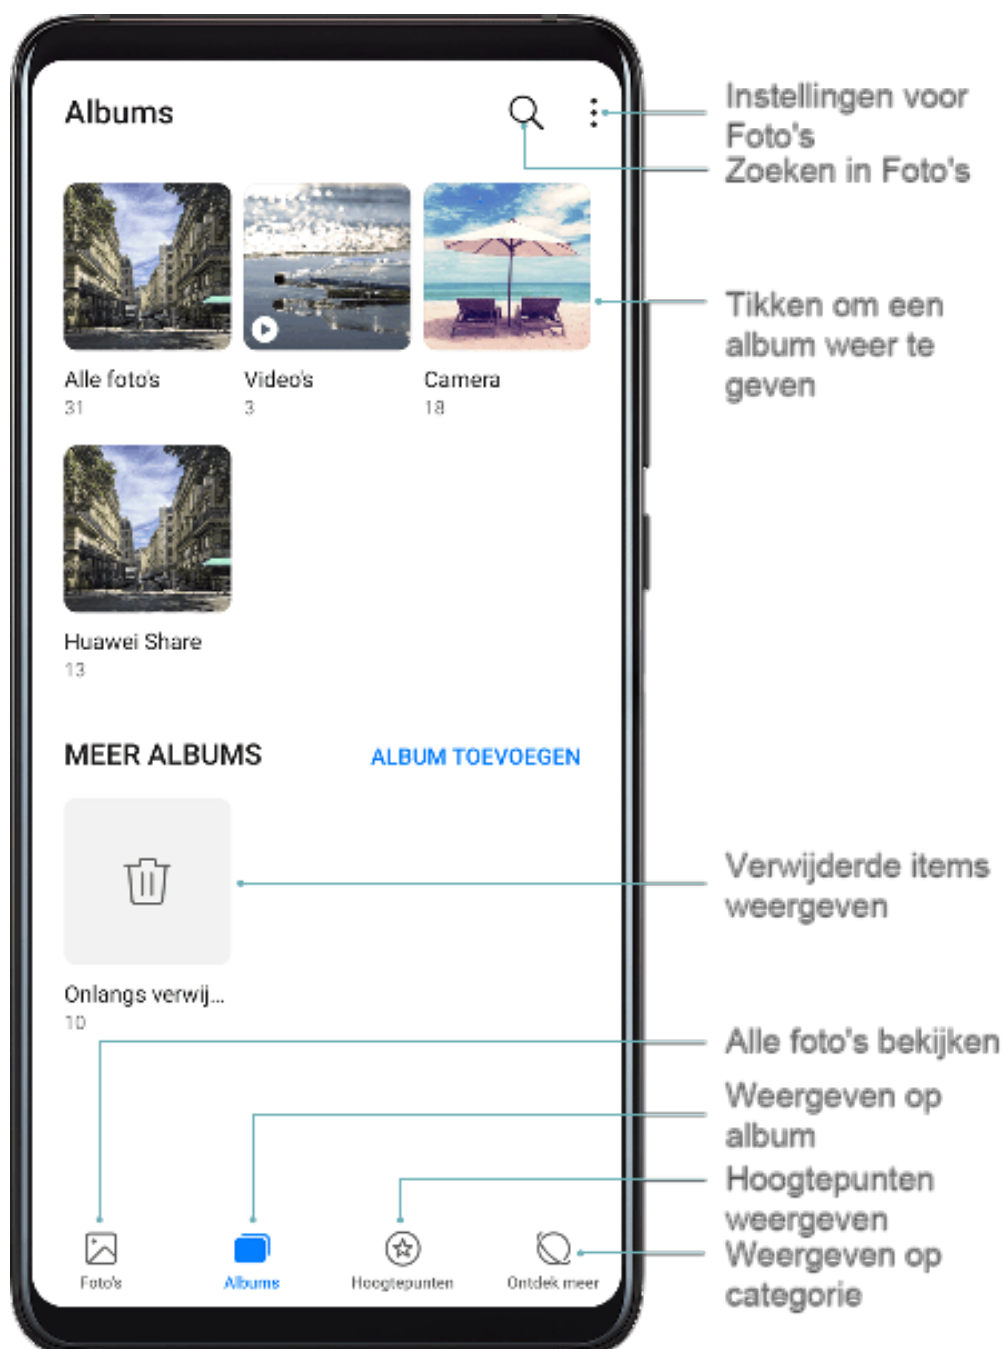 Albums
Instellingen voor
Foto's
Zoeken in Foto's
Tikken om een
album weer te
geven
Alle foto's
31
Video's
3
Camera
18
Huawei Share
13
MEER ALBUMS
ALBUM TOEVOEGEN
Verwijderde items
weergeven
Onlangs verwij...
10
Alle foto's bekijken
Weergeven op
album
Hoogtepunten
weergeven
Weergeven op
categorie
Foto's
Albums
Hoogtepunten
Ontdek meer